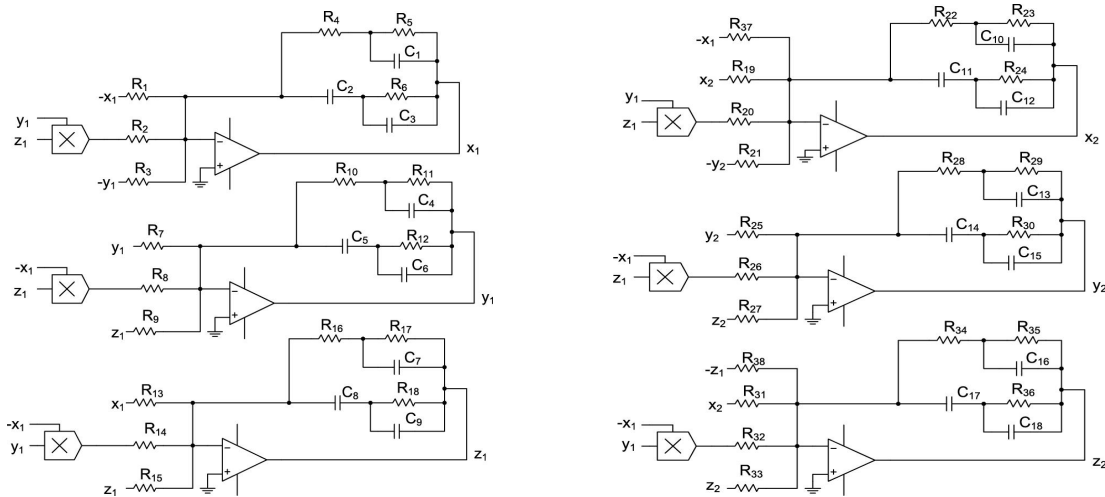 R4 R5
C1
R1 C2 R6
-x1
C3
y1
z1 R2
R3 x1
-y1
− +
R10 R11
C4
R7 C5 R12
y1
C6
-x1
z1 R8
R9 y1
z1
− +
R16 R17
C7
R13 C8 R18
x1
C9
-x1
y1 R14
R15 z1
z1
− +
R22 R23
R37 C10
-x1
R19 C11 R24
x2
C12
y1
z1 R20
R21 x2
-y2
− +
R28 R29
C13
R25 C14 R30
y2
C15
-x1
z1 R26
R27 y2
z2
− +
R34 R35
R38 C16
-z1
R31 C17 R36
x2
C18
-x1
y1 R32
R33 z2
z2
− +